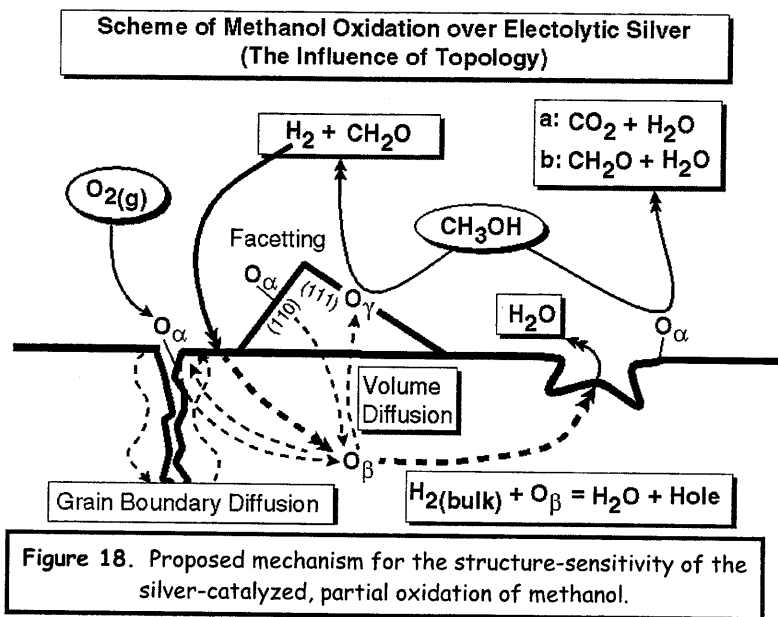 Scheme of Methanol Oxidation over Electolytic Silver
(The Influence of Topology)
H₂ + CH₂O
a: CO₂ + H₂O
b: CH₂O + H₂O
O₂(g)
CH₃OH
Facetting
Oα
(110)
(111)
Oγ
Oα
H₂O
Oα
Volume
Diffusion
Oβ
Grain Boundary Diffusion
H₂(bulk) + Oβ = H₂O + Hole
Figure 18. Proposed mechanism for the structure-sensitivity of the
silver-catalyzed, partial oxidation of methanol.